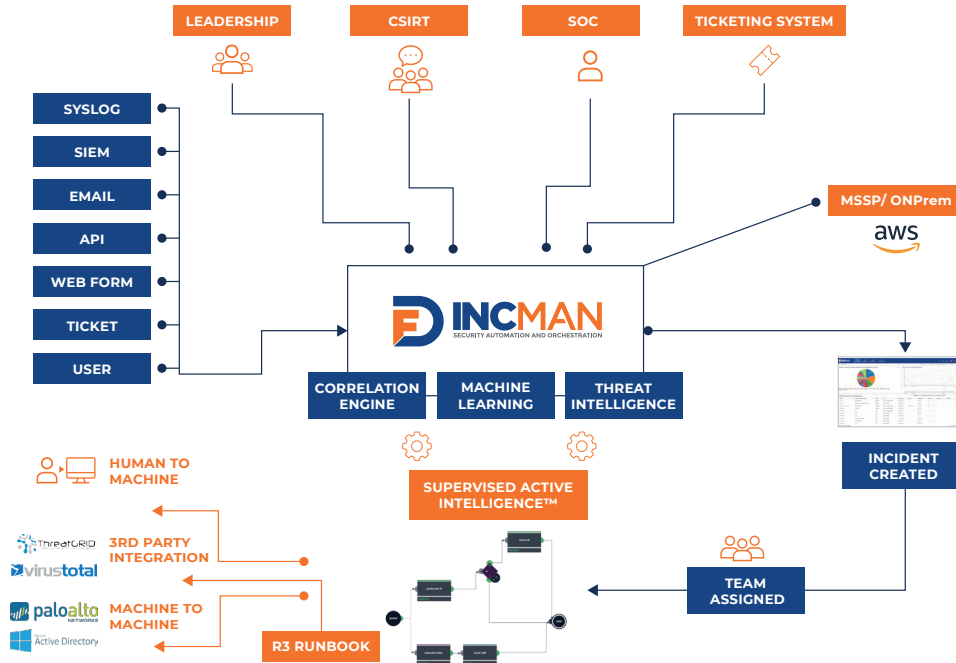 LEADERSHIP
CSIRT
SOC
TICKETING SYSTEM
SYSLOG
SIEM
EMAIL
API
WEB FORM
TICKET
USER
MSSP/ ONPrem
aws
INCMAN
SECURITY AUTOMATION AND ORCHESTRATION
CORRELATION
ENGINE
MACHINE
LEARNING
THREAT
INTELLIGENCE
INCIDENT
CREATED
SUPERVISED ACTIVE
INTELLIGENCE™
HUMAN TO
MACHINE
ThreatGRID
3RD PARTY
INTEGRATION
virustotal
paloalto
NETWORKS
MACHINE TO
MACHINE
Active Directory
R3 RUNBOOK
TEAM
ASSIGNED